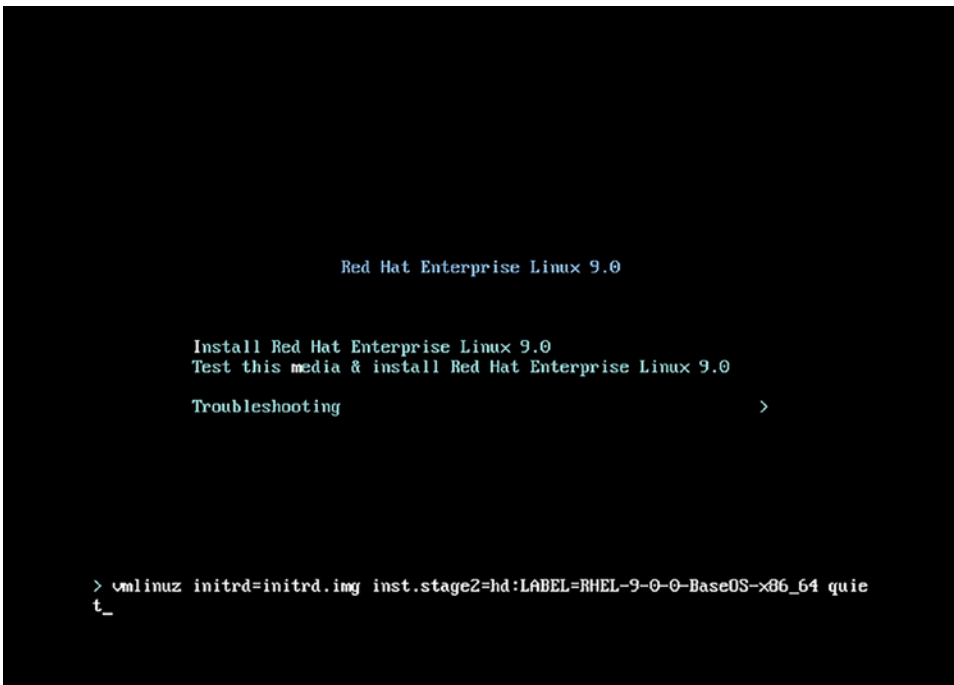 Red Hat Enterprise Linux 9.0
Install Red Hat Enterprise Linux 9.0
Test this media & install Red Hat Enterprise Linux 9.0
Troubleshooting >
> vmlinuz initrd=initrd.img inst.stage2=hd:LABEL=RHEL-9-0-0-BaseOS-x86_64 quie
t_